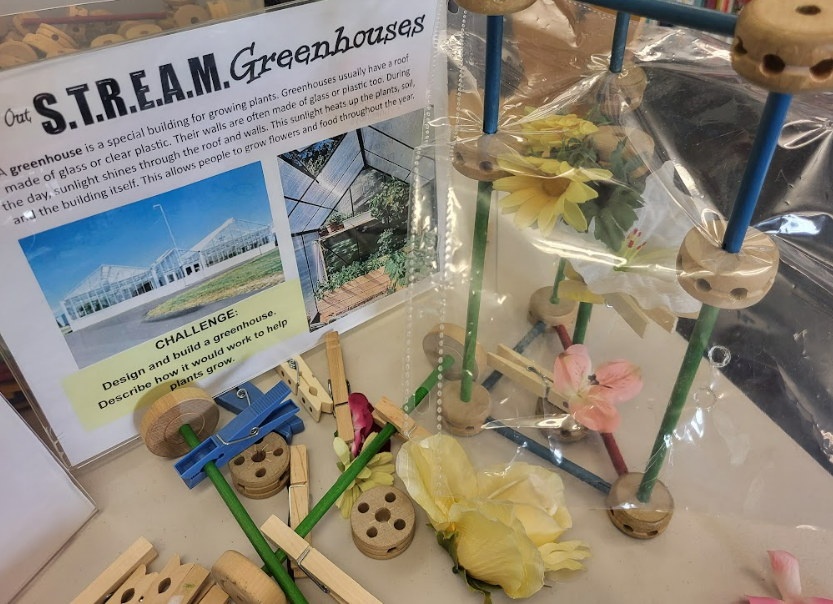 Our S.T.R.E.A.M. Greenhouses
A greenhouse is a special building for growing plants. Greenhouses usually have a roof
made of glass or clear plastic. Their walls are often made of glass or plastic too. During
the day, sunlight shines through the roof and walls. This sunlight heats up the plants, soil,
and the building itself. This allows people to grow flowers and food throughout the year.
CHALLENGE:
Design and build a greenhouse.
Describe how it would work to help
plants grow.